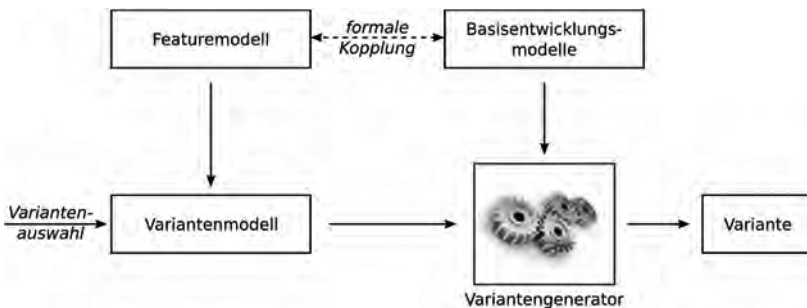 Featuremodell
formale
Kopplung
Basisentwicklungs-
modelle
Varianten-
auswahl
Variantenmodell
Variante
Variantengenerator